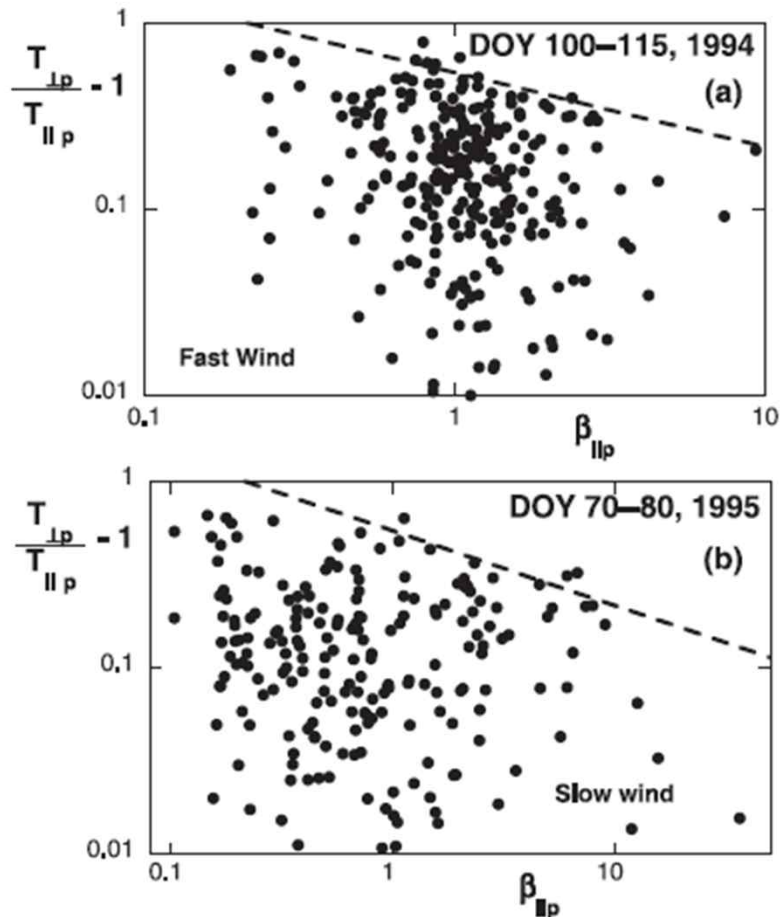 1
T⊥p
T∥p
- 1
DOY 100–115, 1994
(a)
0.1
Fast Wind
0.01
0.1
1
10
β∥p
1
T⊥p
T∥p
- 1
DOY 70–80, 1995
(b)
0.1
Slow wind
0.01
0.1
1
10
β∥p